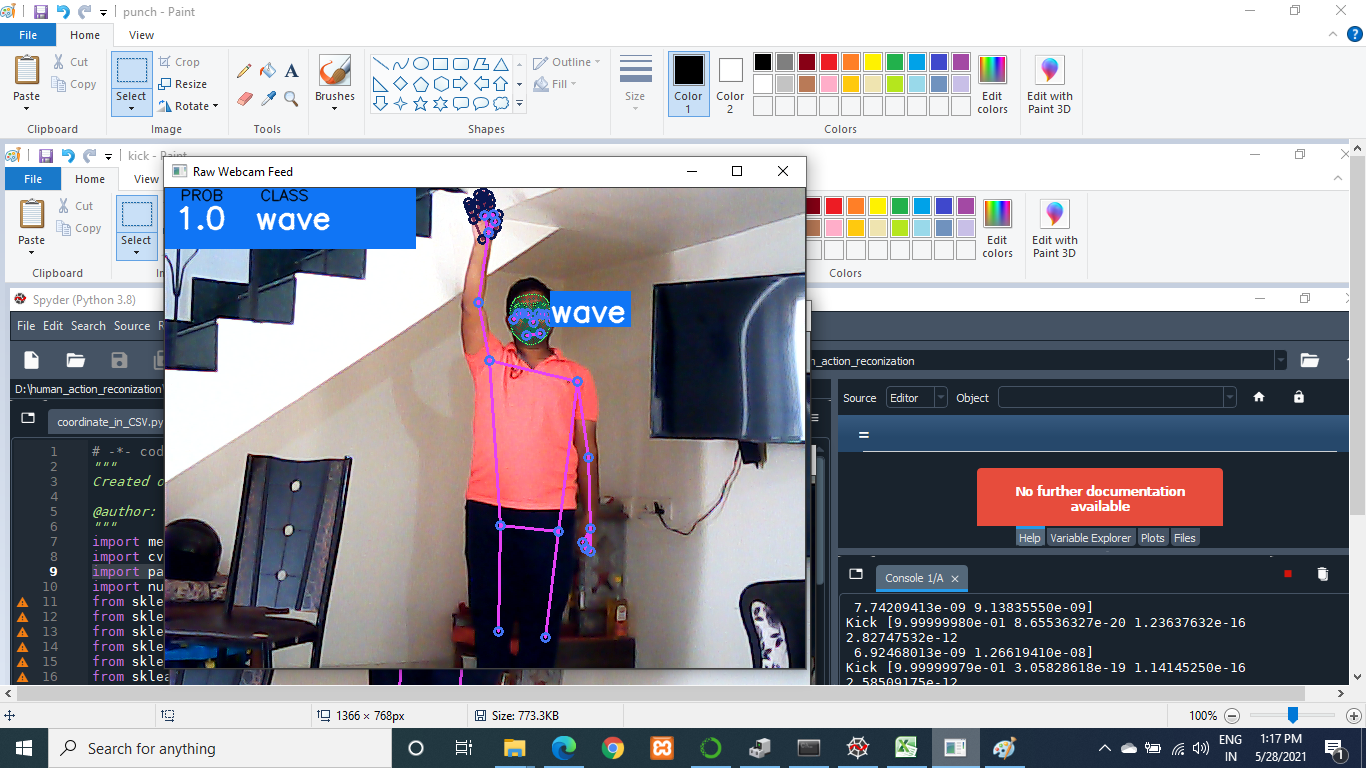 punch - Paint
File Home View
Paste Cut Copy Select Crop Resize Rotate Brushes Outline Fill Size Color 1 Color 2 Edit colors Edit with Paint 3D
Clipboard Image Tools Shapes Colors
kick - Paint
File Home View
Paste Cut Copy Select Edit colors Edit with Paint 3D
Clipboard Colors
Raw Webcam Feed
PROB CLASS
1.0 wave
wave
Spyder (Python 3.8)
File Edit Search Source
D:\human_action_reconization
_action_reconization
coordinate_in_CSV.py
Source Editor Object
1 # -*- cod
2 """
3 Created o
4
5 @author:
6 """
7 import me
8 import cv
9 import pa
10 import nu
11 from skle
12 from skle
13 from skle
14 from skle
15 from skle
16 from skle
=
No further documentation
available
Help Variable Explorer Plots Files
Console 1/A
7.74209413e-09 9.13835550e-09]
Kick [9.99999980e-01 8.65536327e-20 1.23637632e-16
2.82747532e-12
6.92468013e-09 1.26619410e-08]
Kick [9.99999979e-01 3.05828618e-19 1.14145250e-16
2.58509175e-12
1366 × 768px Size: 773.3KB 100%
Search for anything
ENG
IN
1:17 PM
5/28/2021
1